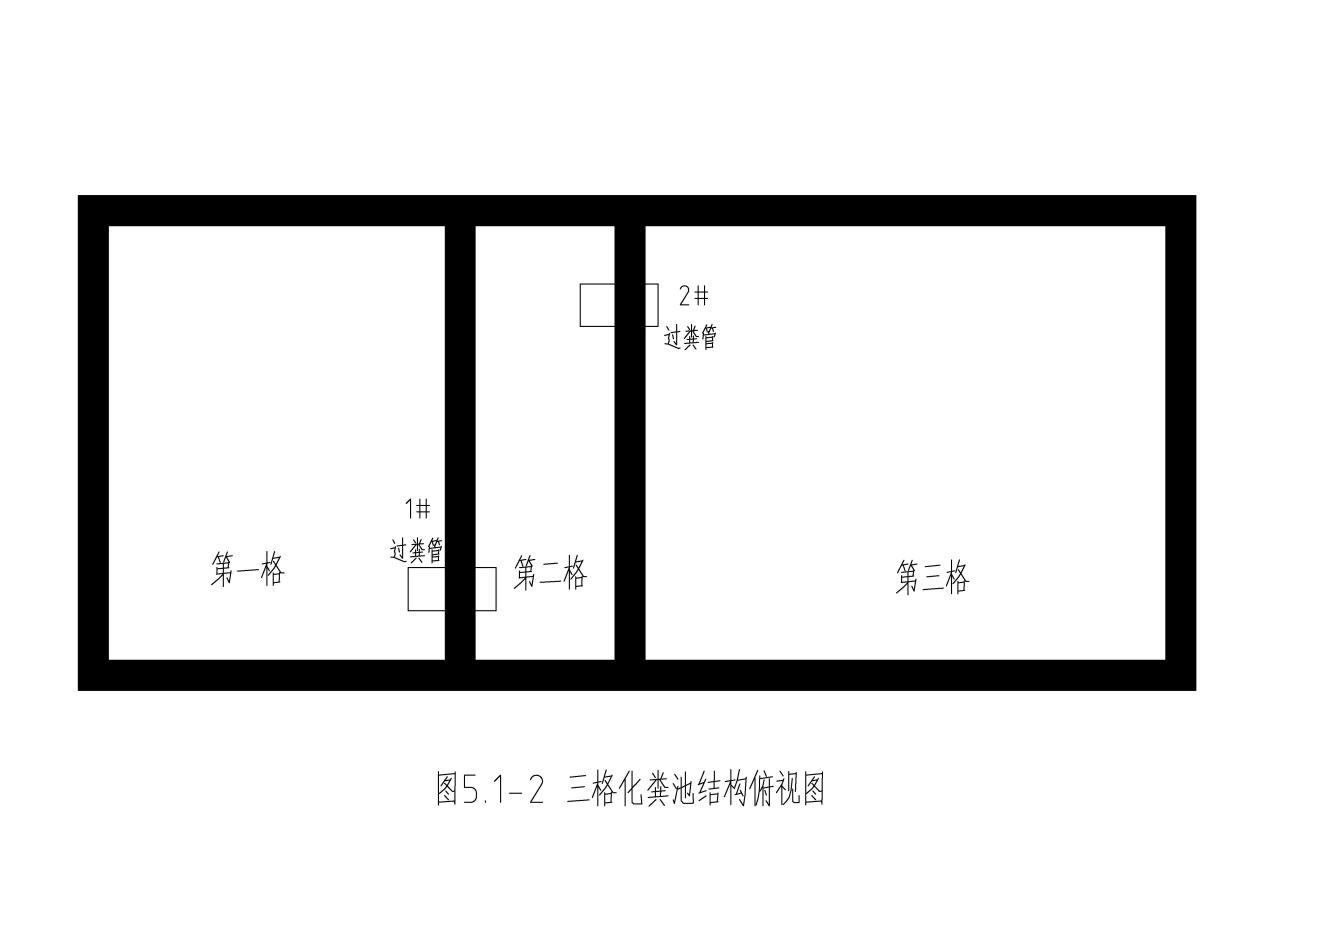 2#
过粪管
1#
过粪管
第一格
第二格
第三格
图5.1-2 三格化粪池结构俯视图